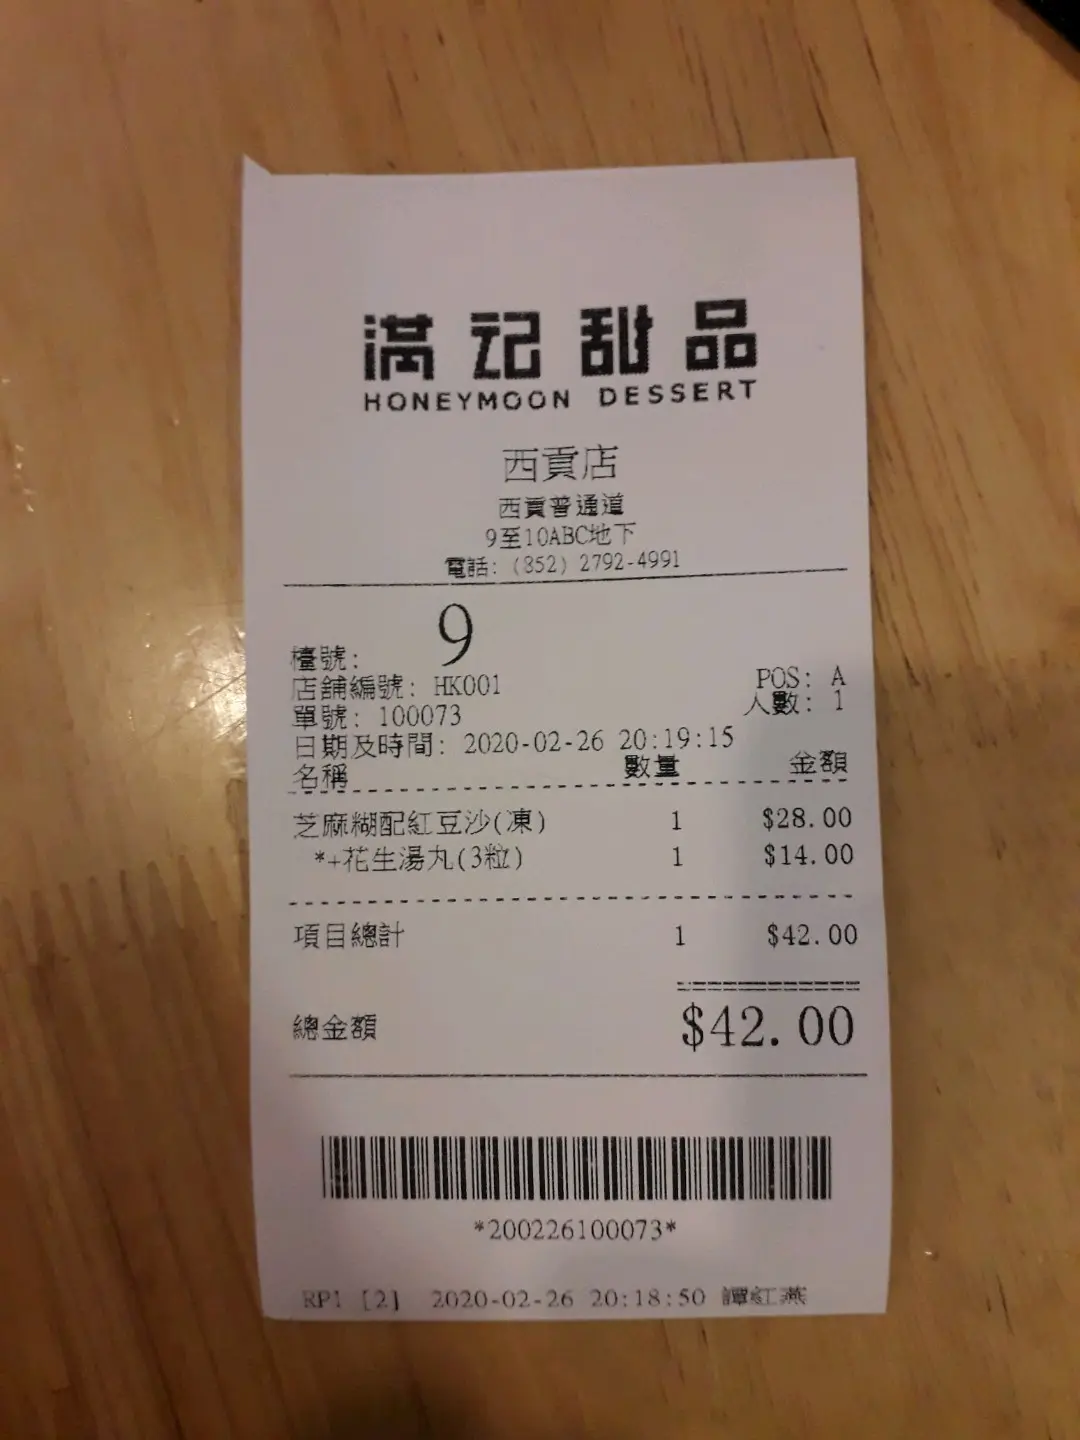 滿記甜品
HONEYMOON DESSERT
西貢店
西貢普通道
9至10ABC地下
電話: (852) 2792-4991
檯號: 9
店舖編號: HK001 POS: A
單號: 100073 人數: 1
日期及時間: 2020-02-26 20:19:15
名稱 數量 金額
芝麻糊配紅豆沙(凍) 1 $28.00
*+花生湯丸(3粒) 1 $14.00
項目總計 1 $42.00
總金額 $42.00
*200226100073*
RP1 [2] 2020-02-26 20:18:50 譚紅燕